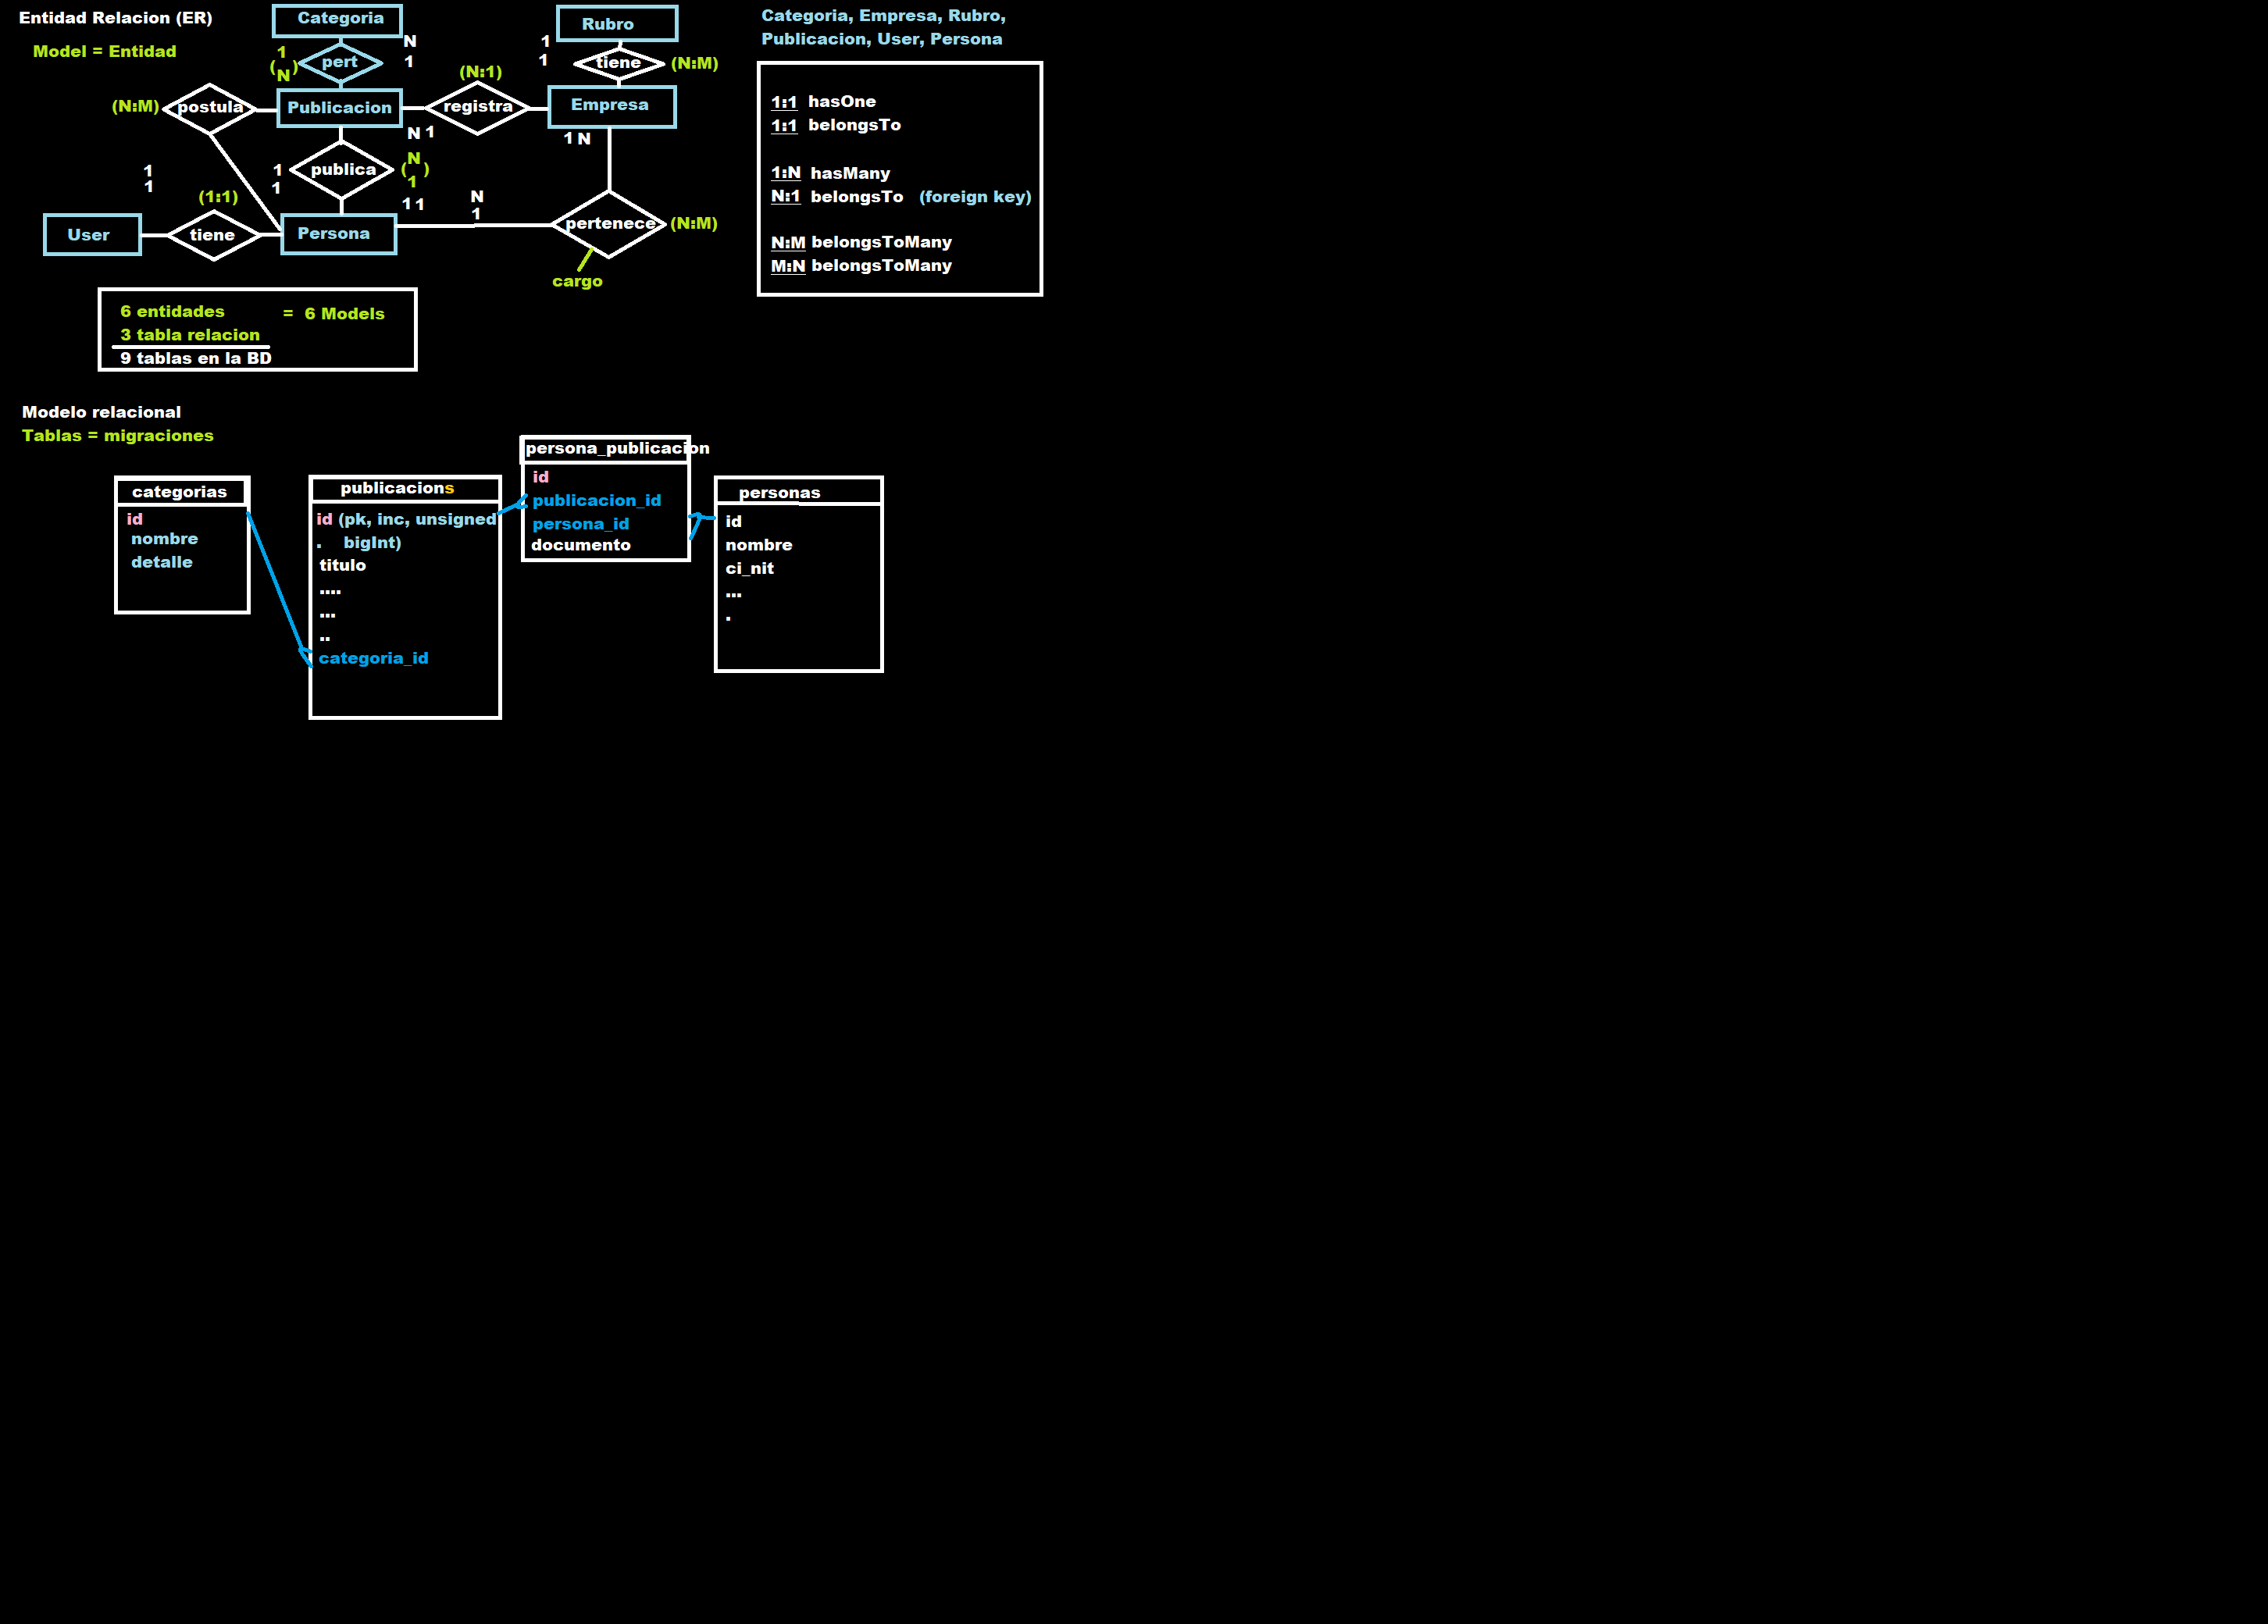 Entidad Relacion (ER)
Model = Entidad
Categoria
Rubro
Categoria, Empresa, Rubro,
Publicacion, User, Persona
N
1
1
1
1
(N)
pert
tiene
(N:M)
(N:1)
(N:M)
postula
Publicacion
registra
Empresa
N 1
1 N
publica
1
1
N
( )
1
1
1
(1:1)
1 1
N
1
User
tiene
Persona
pertenece
(N:M)
cargo
1:1 hasOne
1:1 belongsTo
1:N hasMany
N:1 belongsTo (foreign key)
N:M belongsToMany
M:N belongsToMany
6 entidades = 6 Models
3 tabla relacion
9 tablas en la BD
Modelo relacional
Tablas = migraciones
categorias
id
nombre
detalle
publicacions
id (pk, inc, unsigned
. bigInt)
titulo
....
...
..
categoria_id
persona_publicacion
id
publicacion_id
persona_id
documento
personas
id
nombre
ci_nit
...
.